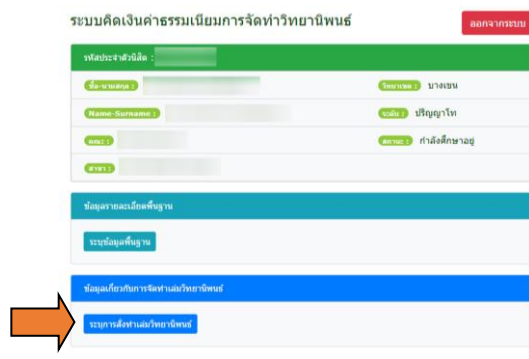 ระบบคิดเงินค่าธรรมเนียมการจัดทำวิทยานิพนธ์
ออกจากระบบ
รหัสประจำตัวนิสิต :
ชื่อ-นามสกุล :
วิทยาเขต : บางเขน
Name-Surname :
ระดับ : ปริญญาโท
คณะ :
สถานะ : กำลังศึกษาอยู่
สาขา :
ข้อมูลรายละเอียดพื้นฐาน
ระบุข้อมูลพื้นฐาน
ข้อมูลเกี่ยวกับการจัดทำเล่มวิทยานิพนธ์
ระบุการสั่งทำเล่มวิทยานิพนธ์